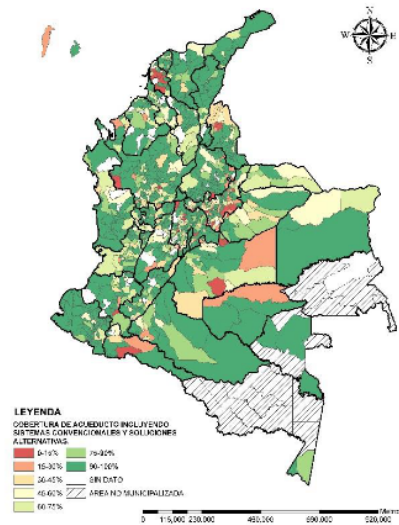 N
W E
S
LEYENDA
COBERTURA DE ACUEDUCTO INCLUYENDO
SISTEMAS CONVENCIONALES Y SOLUCIONES
ALTERNATIVAS
0-15% 75-90%
15-30% 90-100%
30-45% SIN DATO
45-60% AREA NO MUNICIPALIZADA
60-75%
0 115,000 230,000 460,000 690,000 920,000